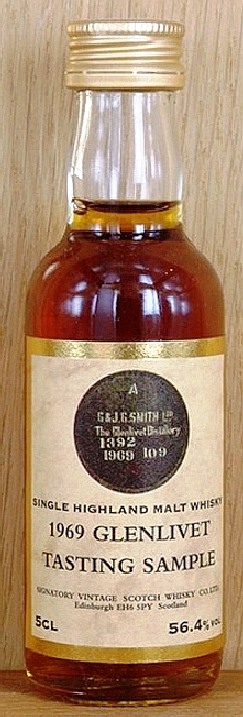 A
G&J.G.SMITH LTD
The Glenlivet Distillery
1392
1969 109
SINGLE HIGHLAND MALT WHISKY
1969 GLENLIVET
TASTING SAMPLE
SIGNATORY VINTAGE SCOTCH WHISKY CO. LTD.
Edinburgh EH6 5PY Scotland
5CL 56.4% VOL